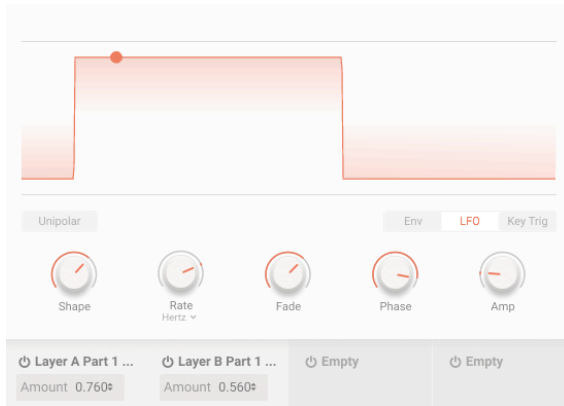 Unipolar
Env LFO Key Trig
Shape Rate Fade Phase Amp
Hertz
Layer A Part 1 ... Layer B Part 1 ... Empty Empty
Amount 0.760 Amount 0.560